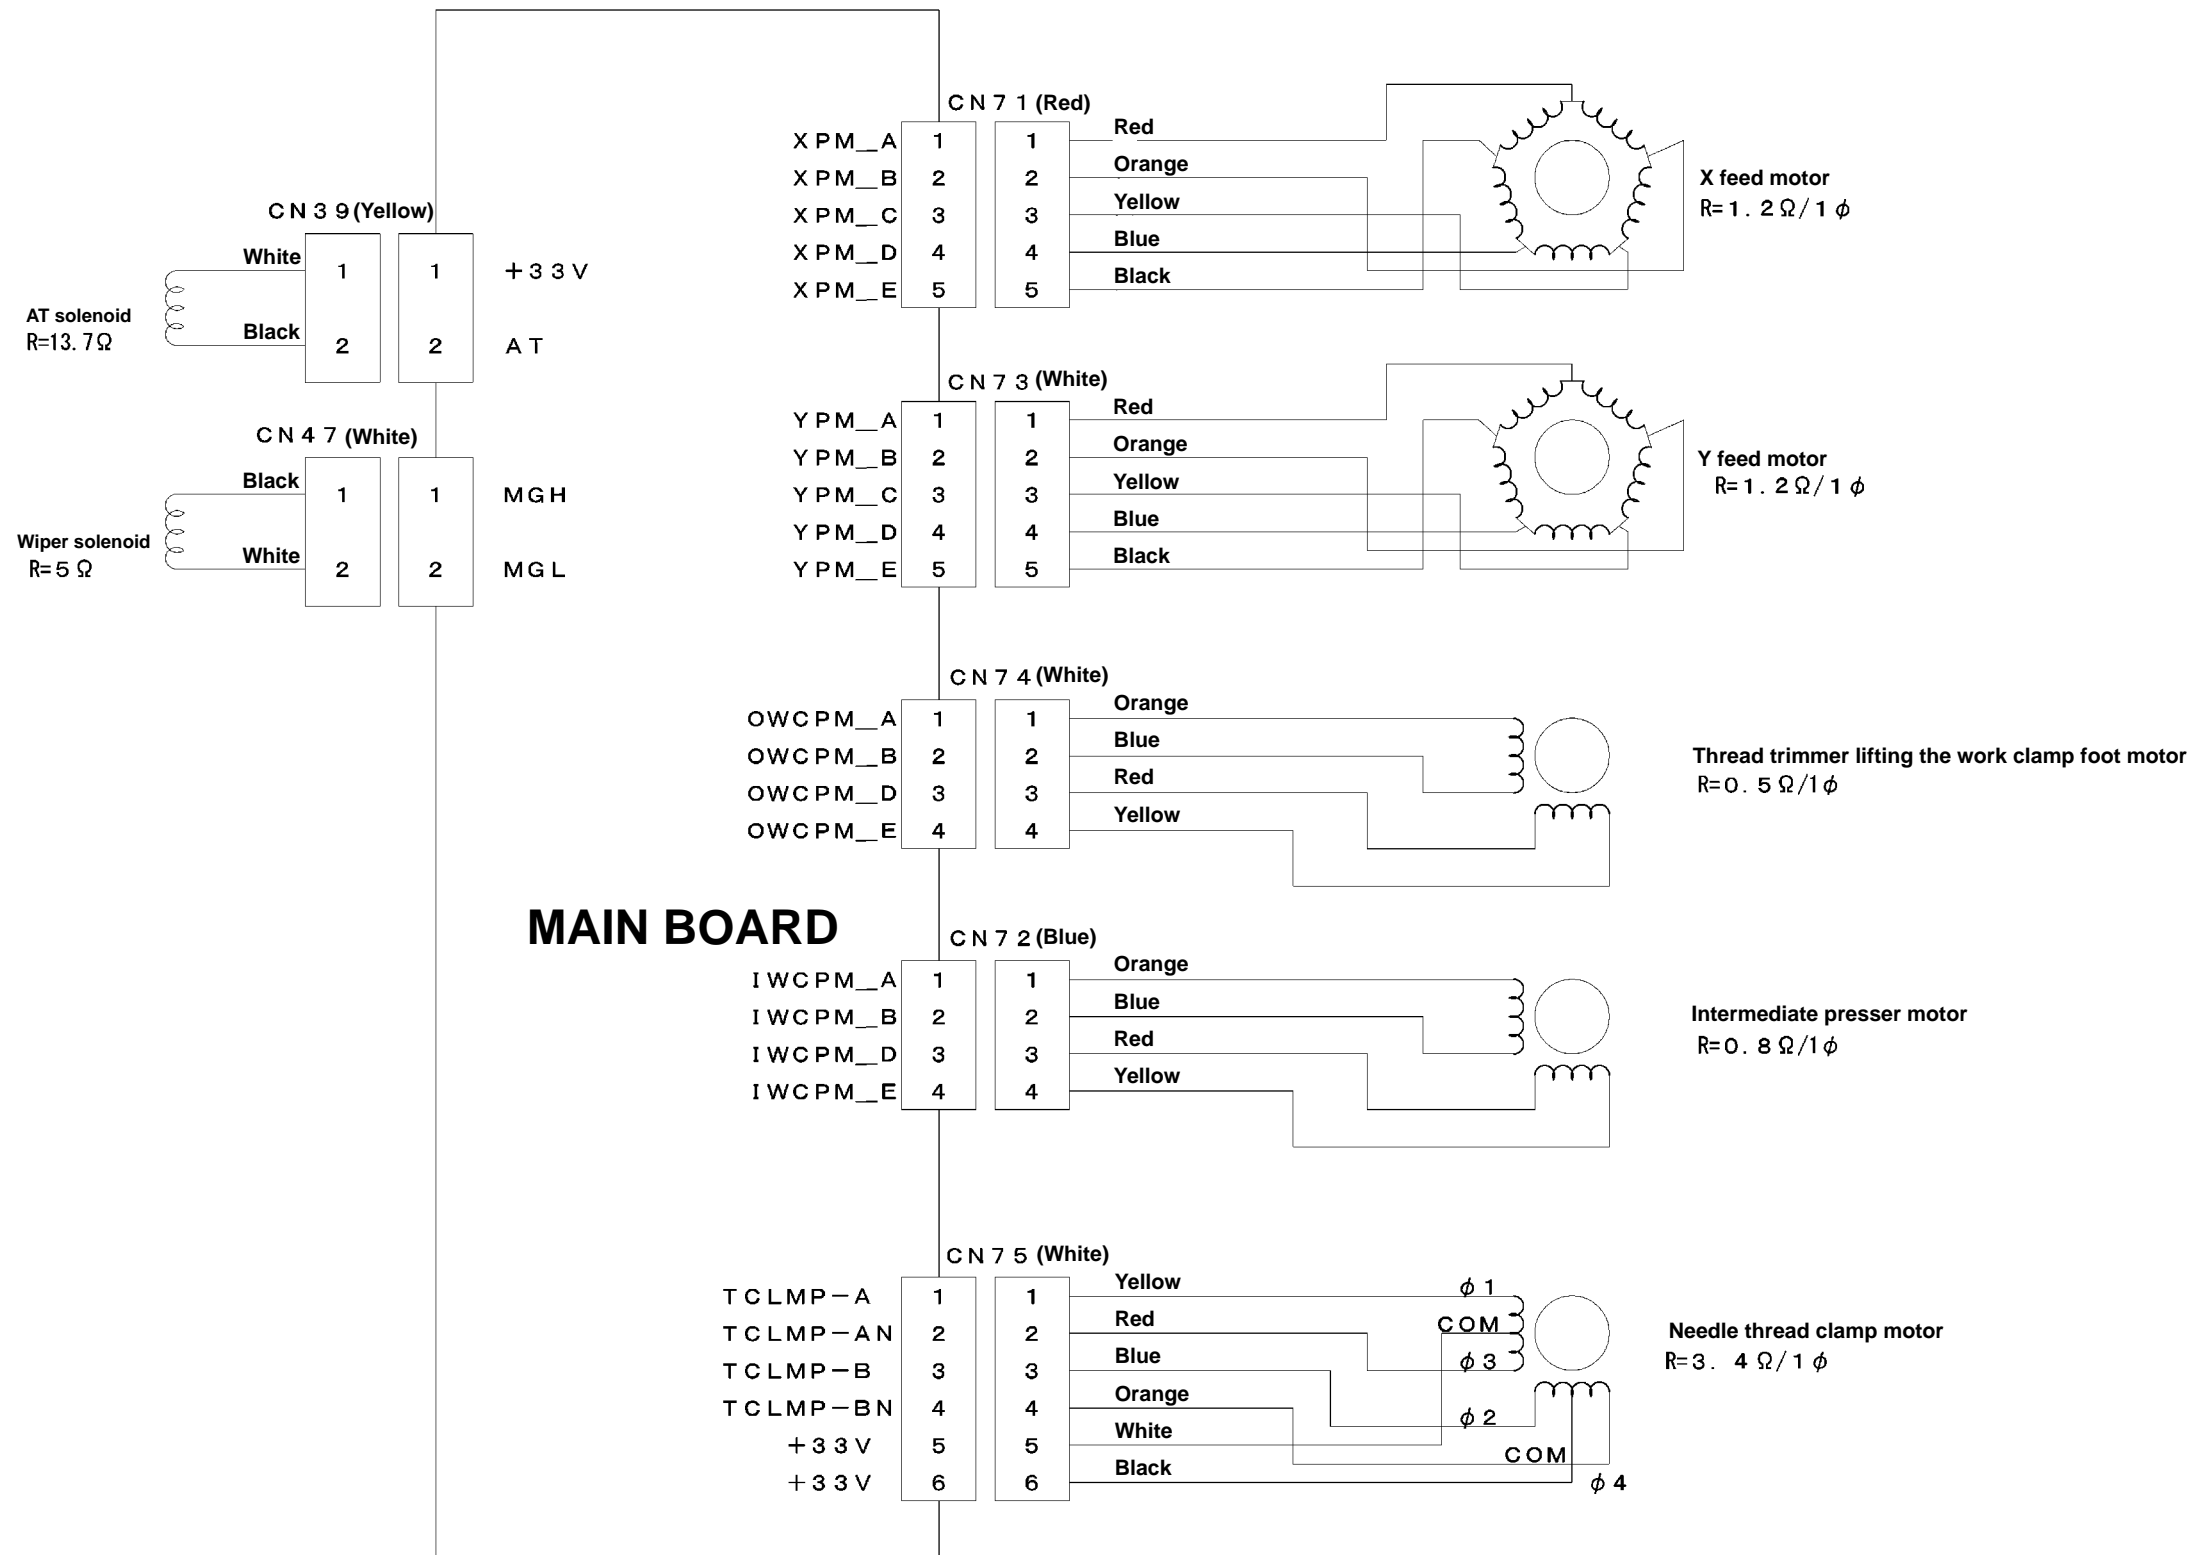 CN39(Yellow)
White
1
1
+33V
AT solenoid
R=13.7Ω
Black
2
2
AT
CN47(White)
Black
1
1
MGH
Wiper solenoid
R=5Ω
White
2
2
MGL
MAIN BOARD
CN71(Red)
XPM_A 1 1 Red
XPM_B 2 2 Orange
XPM_C 3 3 Yellow
XPM_D 4 4 Blue
XPM_E 5 5 Black
X feed motor
R=1.2Ω/1φ
CN73(White)
YPM_A 1 1 Red
YPM_B 2 2 Orange
YPM_C 3 3 Yellow
YPM_D 4 4 Blue
YPM_E 5 5 Black
Y feed motor
R=1.2Ω/1φ
CN74(White)
OWCPM_A 1 1 Orange
OWCPM_B 2 2 Blue
OWCPM_D 3 3 Red
OWCPM_E 4 4 Yellow
Thread trimmer lifting the work clamp foot motor
R=0.5Ω/1φ
CN72(Blue)
IWCPM_A 1 1 Orange
IWCPM_B 2 2 Blue
IWCPM_D 3 3 Red
IWCPM_E 4 4 Yellow
Intermediate presser motor
R=0.8Ω/1φ
CN75(White)
TCLMP-A 1 1 Yellow φ1
TCLMP-AN 2 2 Red COM
TCLMP-B 3 3 Blue φ3
TCLMP-BN 4 4 Orange φ2
+33V 5 5 White COM
+33V 6 6 Black φ4
Needle thread clamp motor
R=3.4Ω/1φ